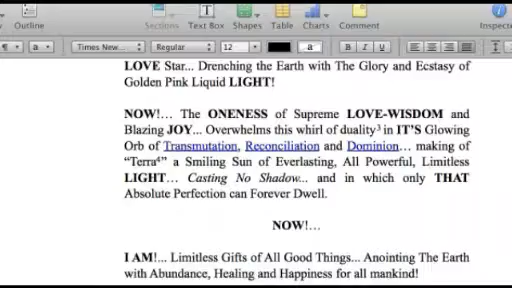 Outline Sections Text Box Shapes Table Charts Comment Inspecto
¶ a Times New... Regular 12 a B I U
LOVE Star... Drenching the Earth with The Glory and Ecstasy of
Golden Pink Liquid LIGHT!
NOW!… The ONENESS of Supreme LOVE-WISDOM and
Blazing JOY... Overwhelms this whirl of duality³ in IT'S Glowing
Orb of Transmutation, Reconciliation and Dominion… making of
“Terra⁴” a Smiling Sun of Everlasting, All Powerful, Limitless
LIGHT… Casting No Shadow... and in which only THAT
Absolute Perfection can Forever Dwell.
NOW!…
I AM!... Limitless Gifts of All Good Things... Anointing The Earth
with Abundance, Healing and Happiness for all mankind!